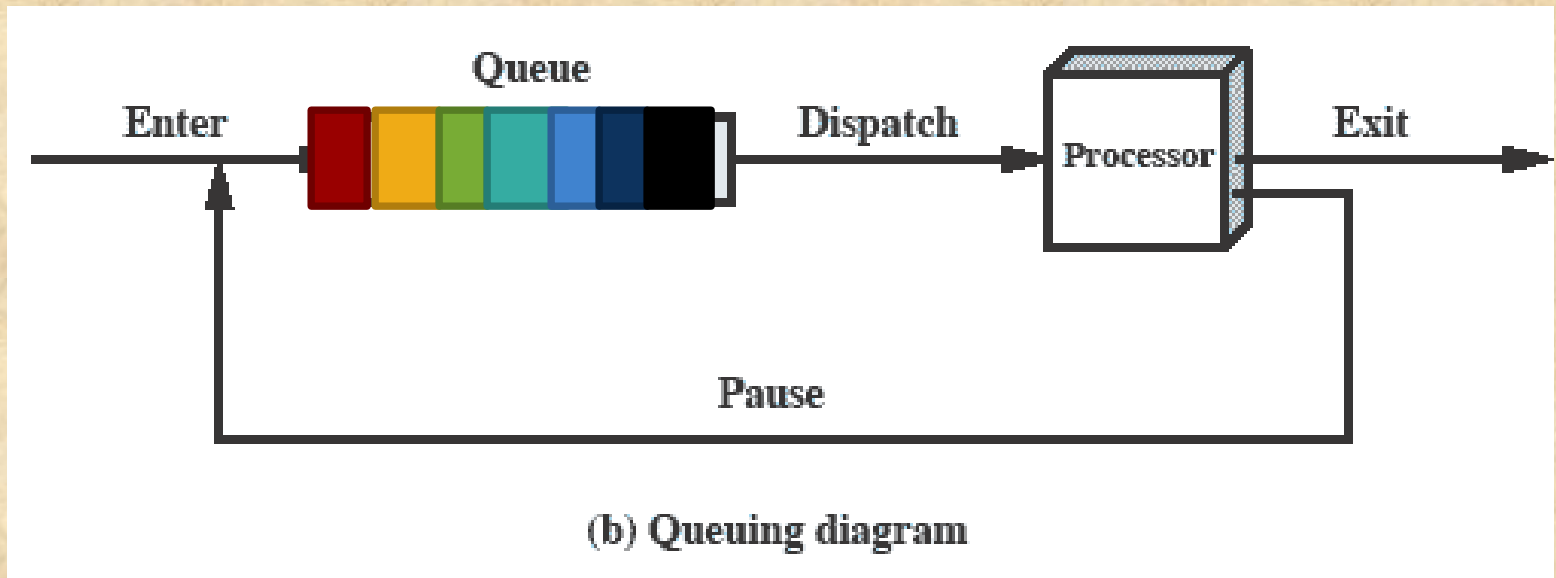 Queue
Enter
Dispatch
Exit
Processor
Pause
(b) Queuing diagram